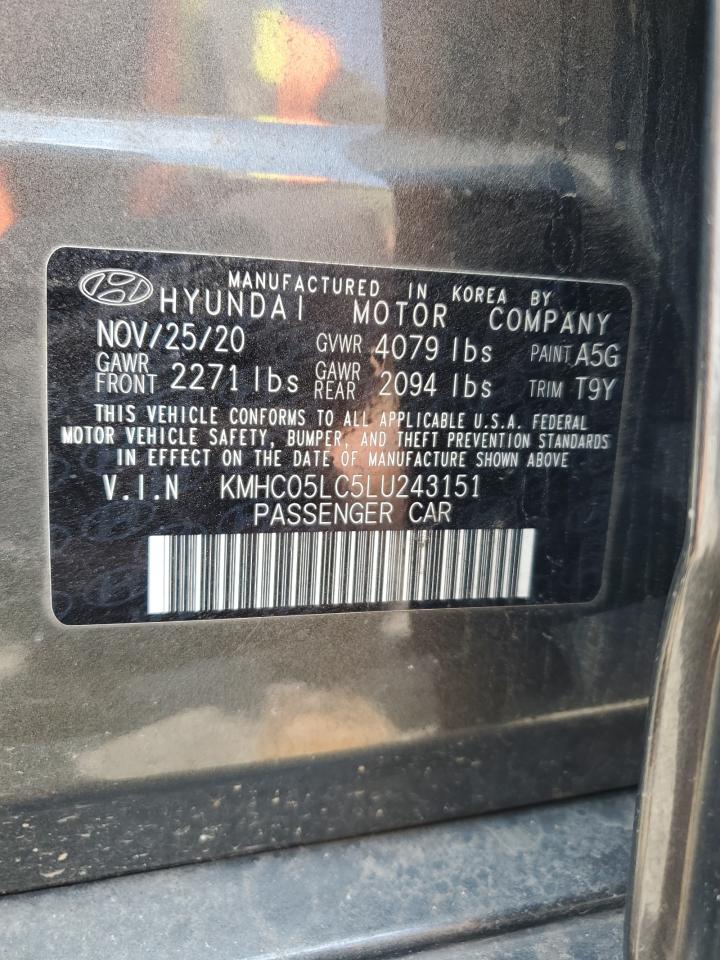 MANUFACTURED IN KOREA BY
HYUNDAI MOTOR COMPANY
NOV/25/20 GVWR 4079 lbs PAINT A5G
GAWR FRONT 2271 lbs GAWR REAR 2094 lbs TRIM T9Y
THIS VEHICLE CONFORMS TO ALL APPLICABLE U.S.A. FEDERAL
MOTOR VEHICLE SAFETY, BUMPER, AND THEFT PREVENTION STANDARDS
IN EFFECT ON THE DATE OF MANUFACTURE SHOWN ABOVE
V.I.N KMHC05LC5LU243151
PASSENGER CAR